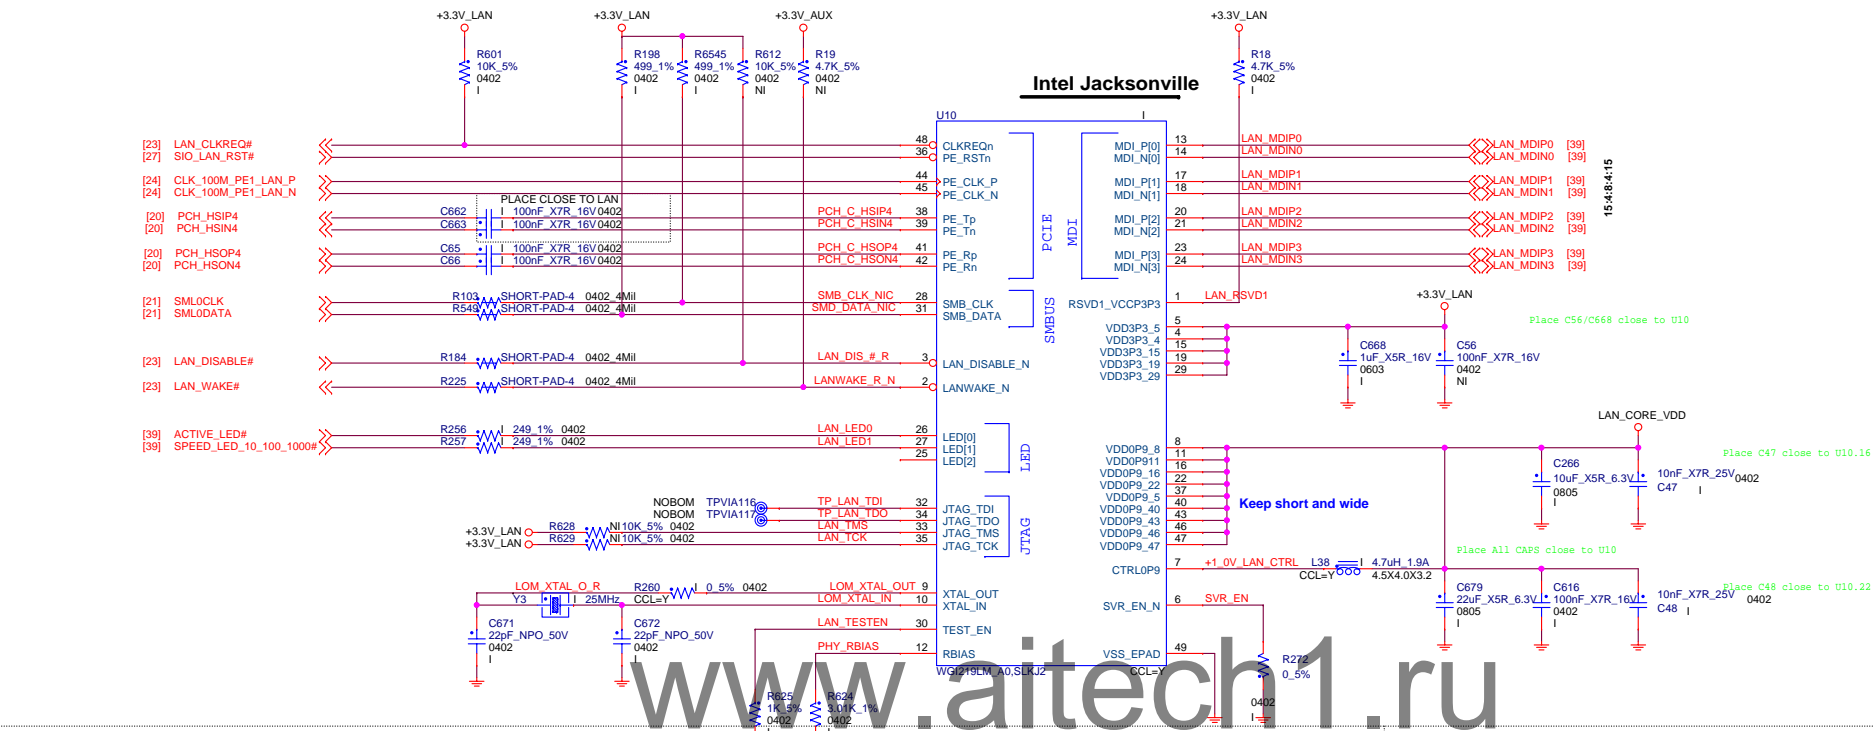 +3.3V_LAN +3.3V_LAN +3.3V_AUX +3.3V_LAN
R601 10K_5% 0402 I
R198 499_1% 0402 I
R6545 499_1% 0402 I
R612 10K_5% 0402 NI
R19 4.7K_5% 0402 NI
R18 4.7K_5% 0402 I
Intel Jacksonville
U10 I
[23] LAN_CLKREQ# 48 CLKREQn
[27] SIO_LAN_RST# 36 PE_RSTn
[24] CLK_100M_PE1_LAN_P 44 PE_CLK_P
[24] CLK_100M_PE1_LAN_N 45 PE_CLK_N
PLACE CLOSE TO LAN
[20] PCH_HSIP4 C662 I 100nF_X7R_16V 0402 PCH_C_HSIP4 38 PE_Tp
[20] PCH_HSIN4 C663 I 100nF_X7R_16V 0402 PCH_C_HSIN4 39 PE_Tn
[20] PCH_HSOP4 C65 I 100nF_X7R_16V 0402 PCH_C_HSOP4 41 PE_Rp
[20] PCH_HSON4 C66 I 100nF_X7R_16V 0402 PCH_C_HSON4 42 PE_Rn
PCIE
MDI
[21] SML0CLK R103 SHORT-PAD-4 0402_4Mil SMB_CLK_NIC 28 SMB_CLK
[21] SML0DATA R549 SHORT-PAD-4 0402_4Mil SMD_DATA_NIC 31 SMB_DATA
SMBUS
[23] LAN_DISABLE# R184 SHORT-PAD-4 0402_4Mil LAN_DIS_#_R 3 LAN_DISABLE_N
[23] LAN_WAKE# R225 SHORT-PAD-4 0402_4Mil LANWAKE_R_N 2 LANWAKE_N
[39] ACTIVE_LED# R256 I 249_1% 0402 LAN_LED0 26 LED[0]
[39] SPEED_LED_10_100_1000# R257 I 249_1% 0402 LAN_LED1 27 LED[1]
25 LED[2]
LED
NOBOM TPVIA116 TP_LAN_TDI 32 JTAG_TDI
NOBOM TPVIA117 TP_LAN_TDO 34 JTAG_TDO
+3.3V_LAN R628 NI 10K_5% 0402 LAN_TMS 33 JTAG_TMS
+3.3V_LAN R629 NI 10K_5% 0402 LAN_TCK 35 JTAG_TCK
JTAG
LOM_XTAL_O_R R260 I 0_5% 0402 LOM_XTAL_OUT 9 XTAL_OUT
Y3 I 25MHz CCL=Y LOM_XTAL_IN 10 XTAL_IN
C671 22pF_NPO_50V 0402 I
C672 22pF_NPO_50V 0402 I
LAN_TESTEN 30 TEST_EN
PHY_RBIAS 12 RBIAS
R625 1K_5% 0402
R624 3.01K_1% 0402
WGI219LM_A0,SLKJ2 CCL=Y
MDI_P[0] 13 LAN_MDIP0 LAN_MDIP0 [39]
MDI_N[0] 14 LAN_MDIN0 LAN_MDIN0 [39]
MDI_P[1] 17 LAN_MDIP1 LAN_MDIP1 [39]
MDI_N[1] 18 LAN_MDIN1 LAN_MDIN1 [39]
MDI_P[2] 20 LAN_MDIP2 LAN_MDIP2 [39]
MDI_N[2] 21 LAN_MDIN2 LAN_MDIN2 [39]
MDI_P[3] 23 LAN_MDIP3 LAN_MDIP3 [39]
MDI_N[3] 24 LAN_MDIN3 LAN_MDIN3 [39]
15:4:8:4:15
RSVD1_VCCP3P3 1 LAN_RSVD1
+3.3V_LAN
VDD3P3_5 5
VDD3P3_4 4
VDD3P3_15 15
VDD3P3_19 19
VDD3P3_29 29
Place C56/C668 close to U10
C668 1uF_X5R_16V 0603 I
C56 100nF_X7R_16V 0402 NI
LAN_CORE_VDD
VDD0P9_8 8
VDD0P911 11
VDD0P9_16 16
VDD0P9_22 22
VDD0P9_5 37
VDD0P9_40 40
VDD0P9_43 43
VDD0P9_46 46
VDD0P9_47 47
Keep short and wide
Place C47 close to U10.16
C266 10uF_X5R_6.3V 0805 I
10nF_X7R_25V 0402 C47 I
Place All CAPS close to U10
CTRL0P9 7 +1_0V_LAN_CTRL L38 I 4.7uH_1.9A
CCL=Y 4.5X4.0X3.2
C679 22uF_X5R_6.3V 0805 I
C616 100nF_X7R_16V 0402 I
Place C48 close to U10.22
10nF_X7R_25V 0402 C48 I
SVR_EN_N 6 SVR_EN
VSS_EPAD 49
R272 0_5% 0402 I
www.aitech1.ru